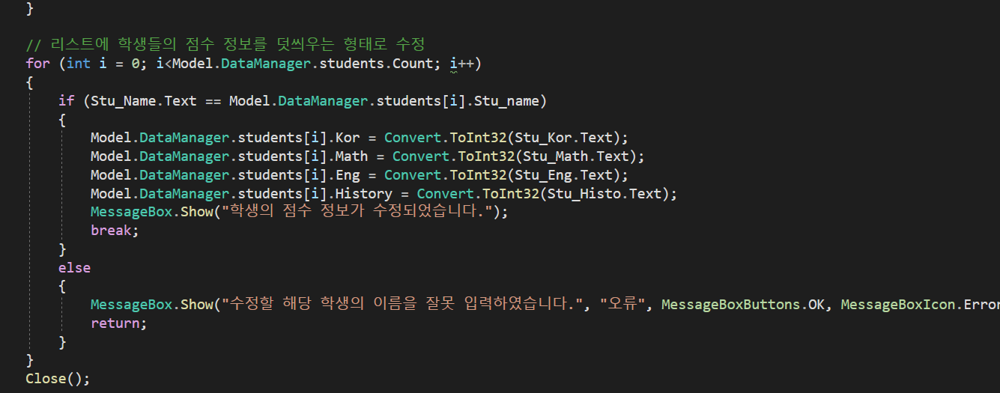 }
// 리스트에 학생들의 점수 정보를 덧씌우는 형태로 수정
for (int i = 0; i<Model.DataManager.students.Count; i++)
{
if (Stu_Name.Text == Model.DataManager.students[i].Stu_name)
{
Model.DataManager.students[i].Kor = Convert.ToInt32(Stu_Kor.Text);
Model.DataManager.students[i].Math = Convert.ToInt32(Stu_Math.Text);
Model.DataManager.students[i].Eng = Convert.ToInt32(Stu_Eng.Text);
Model.DataManager.students[i].History = Convert.ToInt32(Stu_Histo.Text);
MessageBox.Show("학생의 점수 정보가 수정되었습니다.");
break;
}
else
{
MessageBox.Show("수정할 해당 학생의 이름을 잘못 입력하였습니다.", "오류", MessageBoxButtons.OK, MessageBoxIcon.Error
return;
}
}
Close();